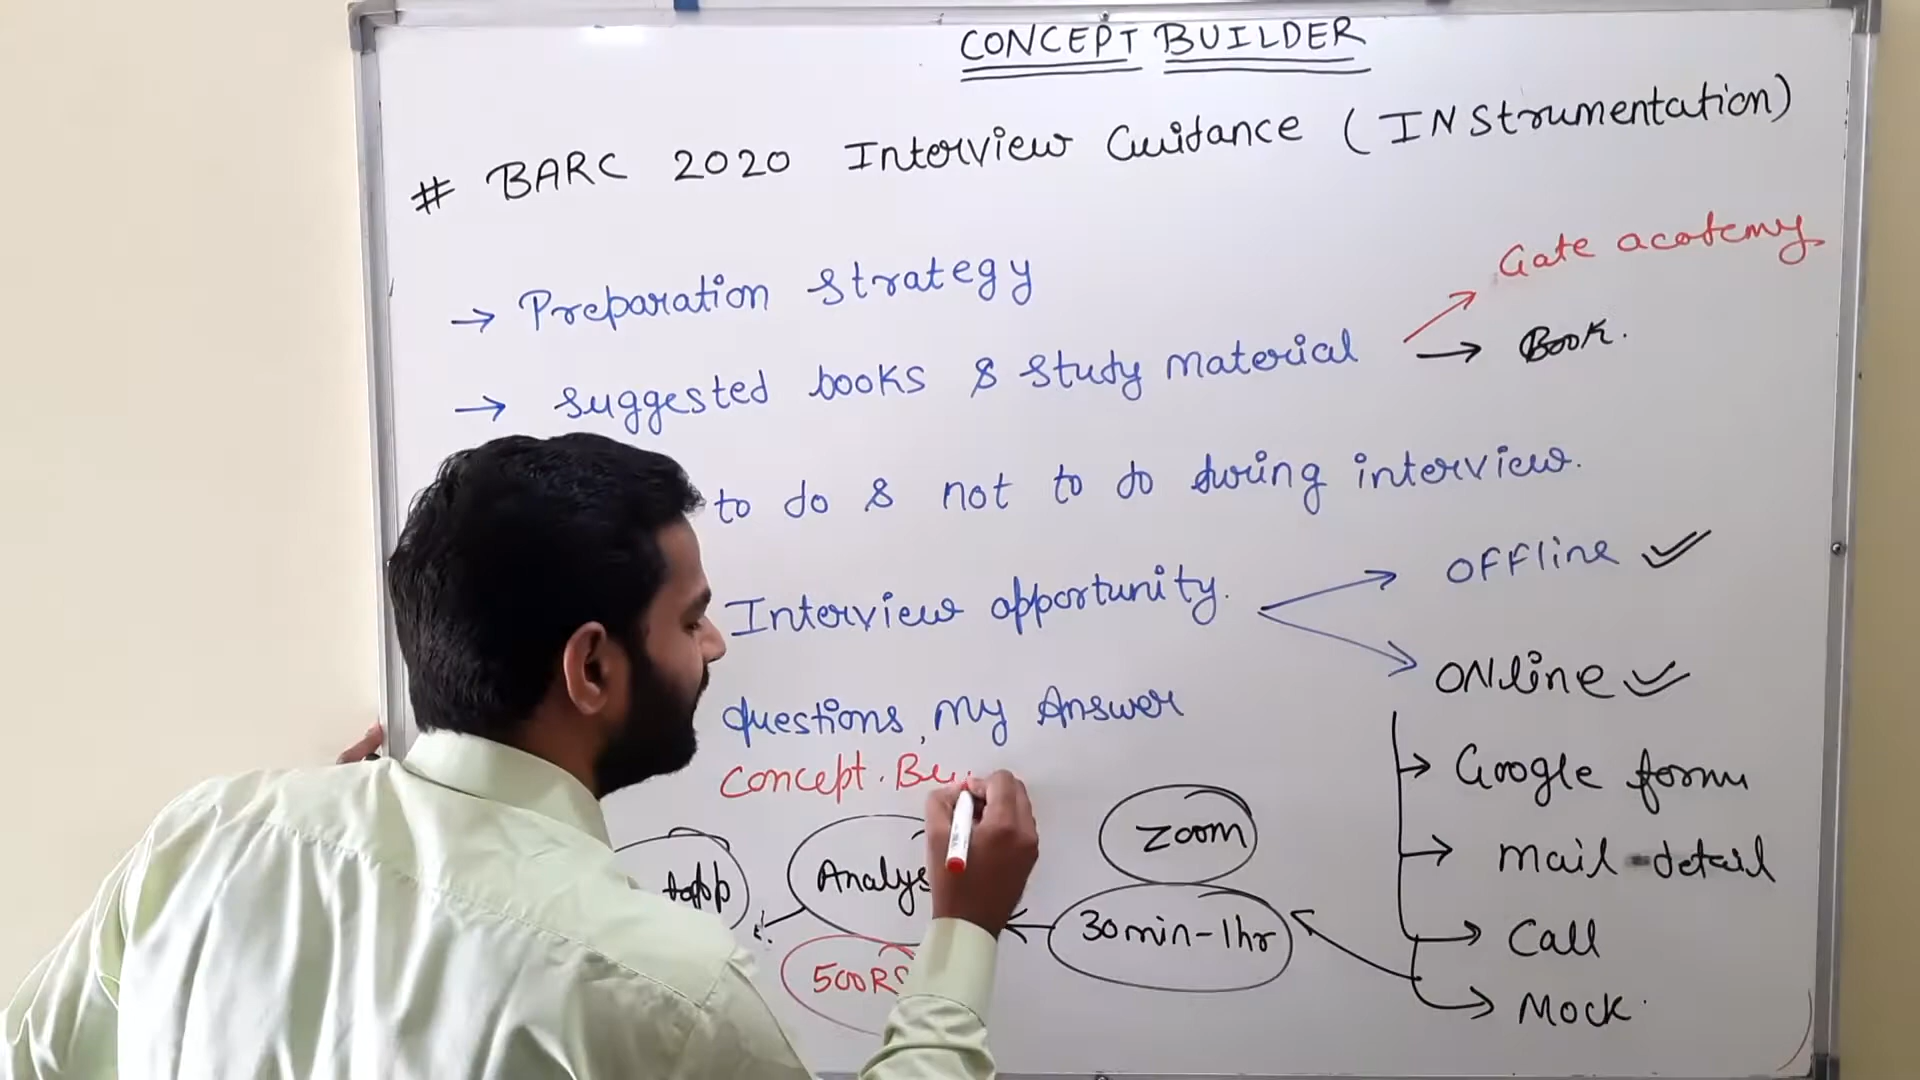 CONCEPT BUILDER
# BARC 2020 Interview Guidance (INStrumentation)
→ Preparation strategy
→ suggested books & study material
→ Gate academy
→ Book.
to do & not to do during interview.
Interview opportunity.
→ OFFline ✓
→ ONline ✓
questions, My Answer
Concept. Bu
→ Google form
→ Mail-detail
→ Call
→ Mock.
zoom
30min-1hr
Analys
500Rs